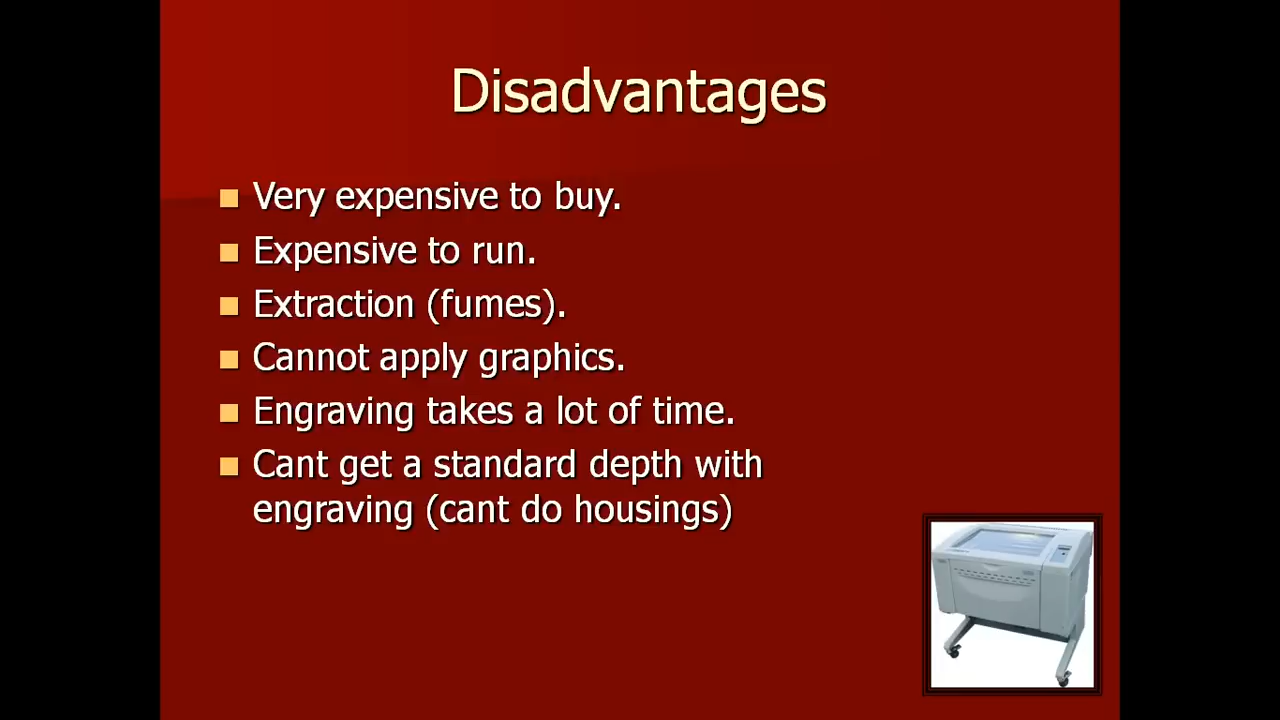 Disadvantages
Very expensive to buy.
Expensive to run.
Extraction (fumes).
Cannot apply graphics.
Engraving takes a lot of time.
Cant get a standard depth with
engraving (cant do housings)